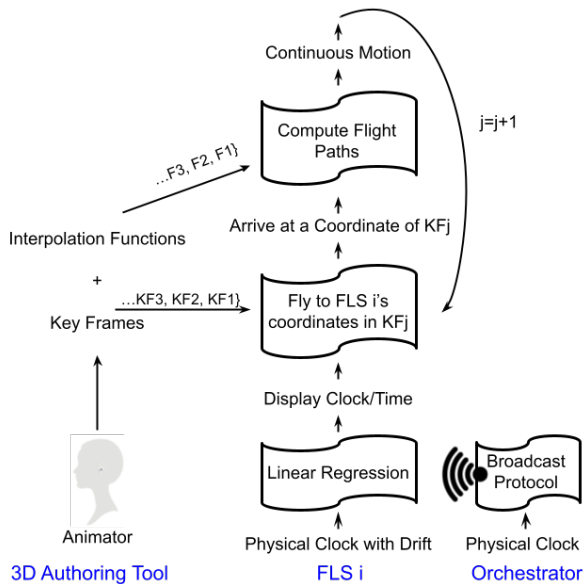 Continuous Motion
j=j+1
Compute Flight
Paths
...F3, F2, F1}
Arrive at a Coordinate of KFj
Interpolation Functions
+
Key Frames
...KF3, KF2, KF1}
Fly to FLS i's
coordinates in KFj
Display Clock/Time
Linear Regression
Broadcast
Protocol
Animator
Physical Clock with Drift
Physical Clock
3D Authoring Tool
FLS i
Orchestrator